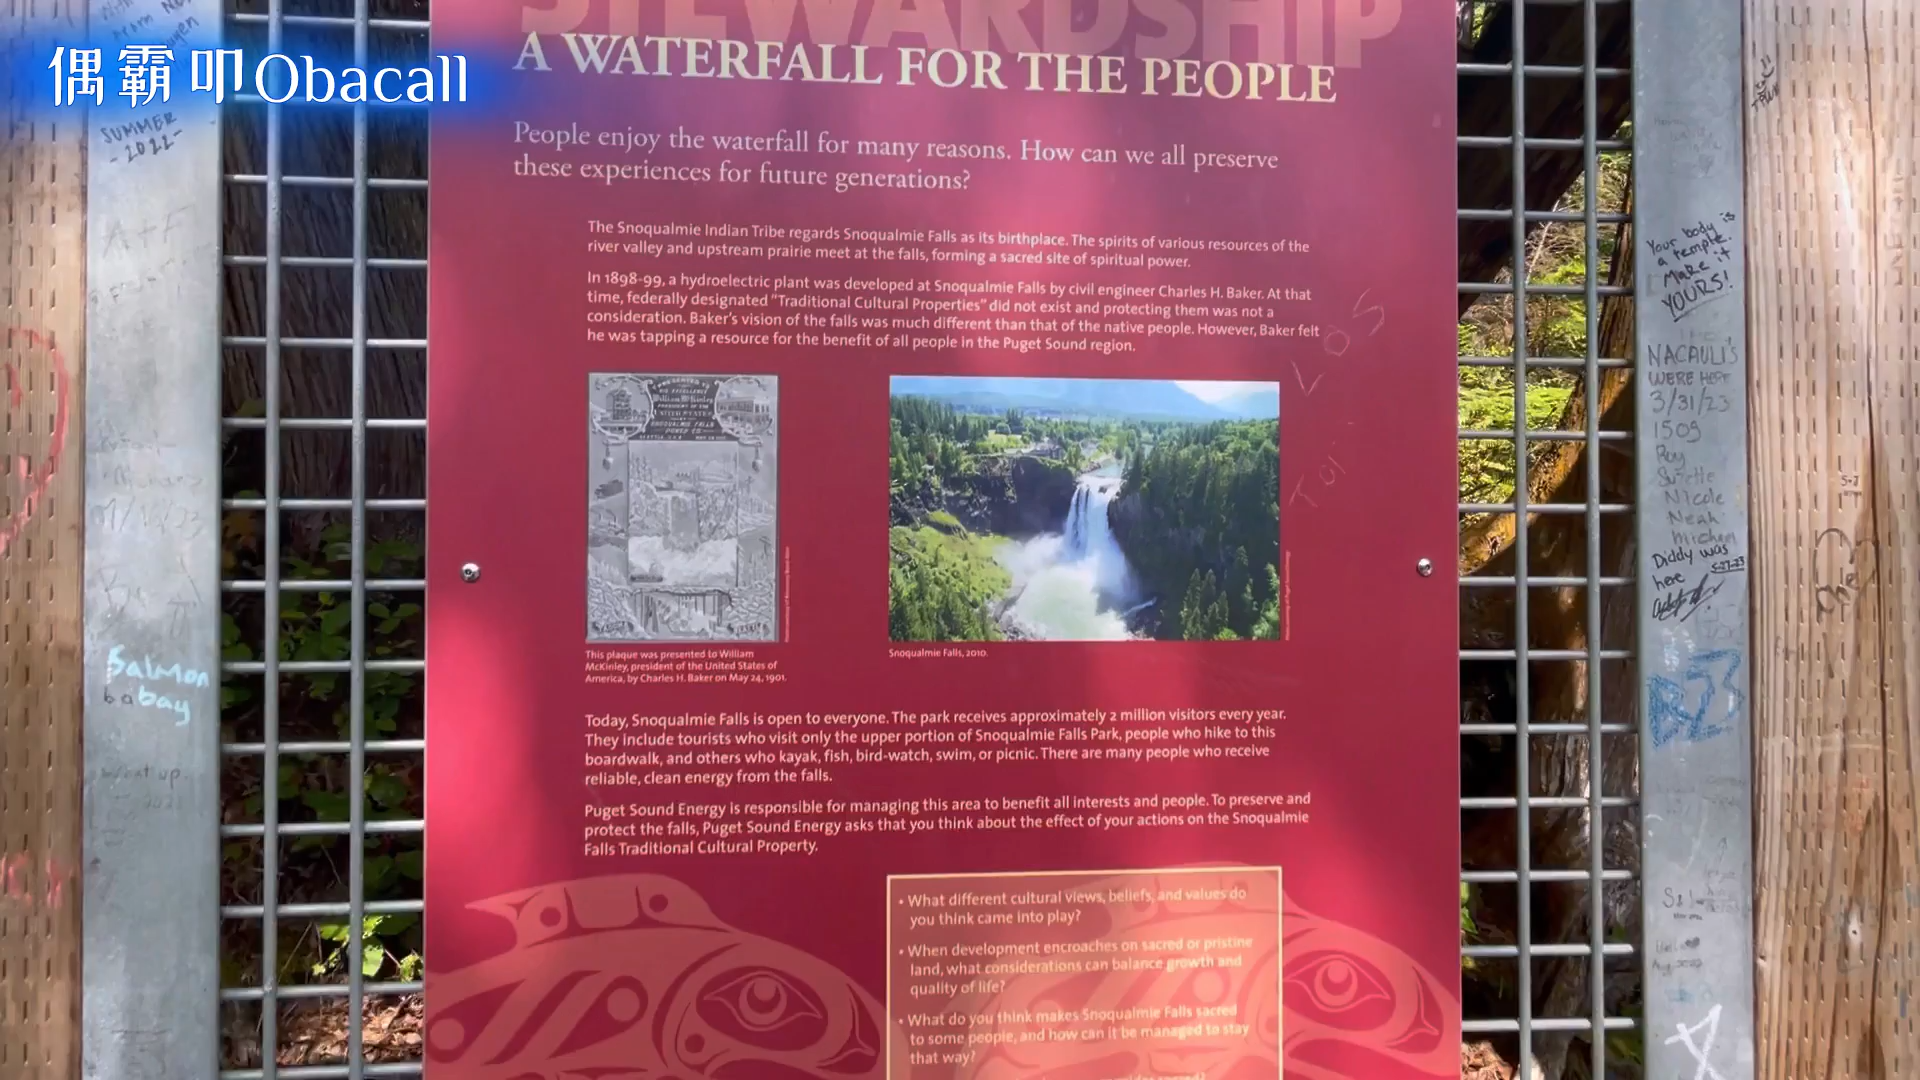 STEWARDSHIP
偶霸叩Obacall
A WATERFALL FOR THE PEOPLE
People enjoy the waterfall for many reasons. How can we all preserve
these experiences for future generations?
The Snoqualmie Indian Tribe regards Snoqualmie Falls as its birthplace. The spirits of various resources of the
river valley and upstream prairie meet at the falls, forming a sacred site of spiritual power.
In 1898-99, a hydroelectric plant was developed at Snoqualmie Falls by civil engineer Charles H. Baker. At that
time, federally designated "Traditional Cultural Properties" did not exist and protecting them was not a
consideration. Baker's vision of the falls was much different than that of the native people. However, Baker felt
he was tapping a resource for the benefit of all people in the Puget Sound region.
This plaque was presented to William
McKinley, president of the United States of
America, by Charles H. Baker on May 24, 1901.
Snoqualmie Falls, 2010.
Today, Snoqualmie Falls is open to everyone. The park receives approximately 2 million visitors every year.
They include tourists who visit only the upper portion of Snoqualmie Falls Park, people who hike to this
boardwalk, and others who kayak, fish, bird-watch, swim, or picnic. There are many people who receive
reliable, clean energy from the falls.
Puget Sound Energy is responsible for managing this area to benefit all interests and people. To preserve and
protect the falls, Puget Sound Energy asks that you think about the effect of your actions on the Snoqualmie
Falls Traditional Cultural Property.
• What different cultural views, beliefs, and values do
you think came into play?
• When development encroaches on sacred or pristine
land, what considerations can balance growth and
quality of life?
• What do you think makes Snoqualmie Falls sacred
to some people, and how can it be managed to stay
that way?
SUMMER
-2022-
A+F
Salmon
babay
what up
Your body is
a temple.
Make it
YOURS!
NACAULI'S
WERE HERE
3/31/23
1509
Roy
Nicole
Neah
Diddy was
here 5-27-23